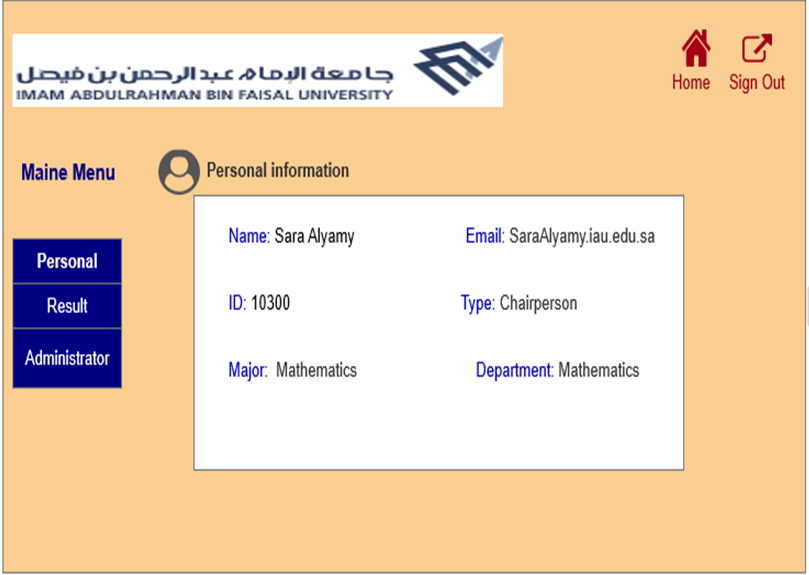 جامعة الإمام عبد الرحمن بن فيصل
IMAM ABDULRAHMAN BIN FAISAL UNIVERSITY
Home
Sign Out
Maine Menu
Personal information
Personal
Result
Administrator
Name: Sara Alyamy
Email: SaraAlyamy.iau.edu.sa
ID: 10300
Type: Chairperson
Major: Mathematics
Department: Mathematics